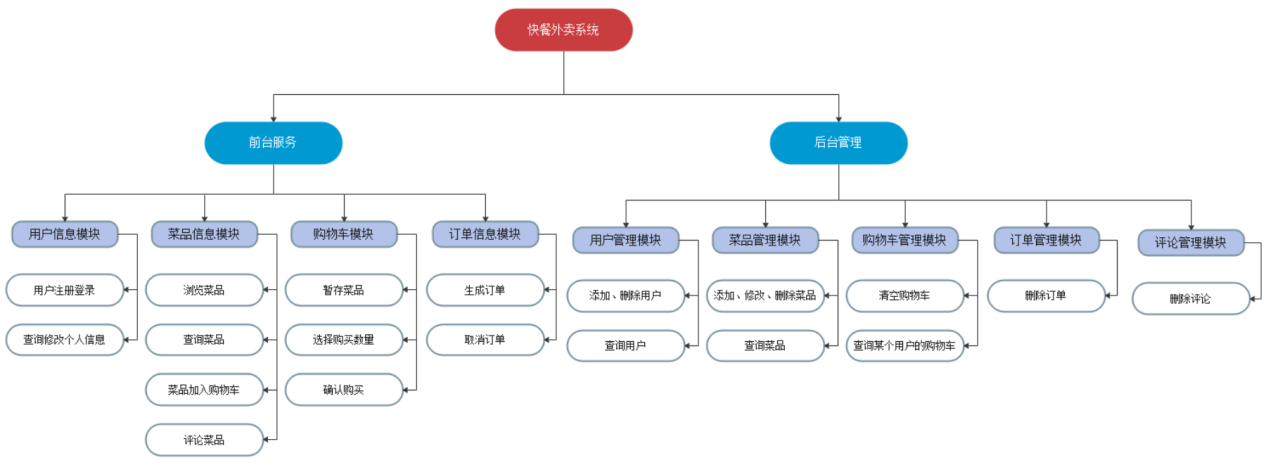 快餐外卖系统
前台服务
后台管理
用户信息模块
菜品信息模块
购物车模块
订单信息模块
用户管理模块
菜品管理模块
购物车管理模块
订单管理模块
评论管理模块
用户注册登录
浏览菜品
暂存菜品
生成订单
添加、删除用户
添加、修改、删除菜品
清空购物车
删除订单
删除评论
查询修改个人信息
查询菜品
选择购买数量
取消订单
查询用户
查询菜品
查询某个用户的购物车
菜品加入购物车
确认购买
评论菜品